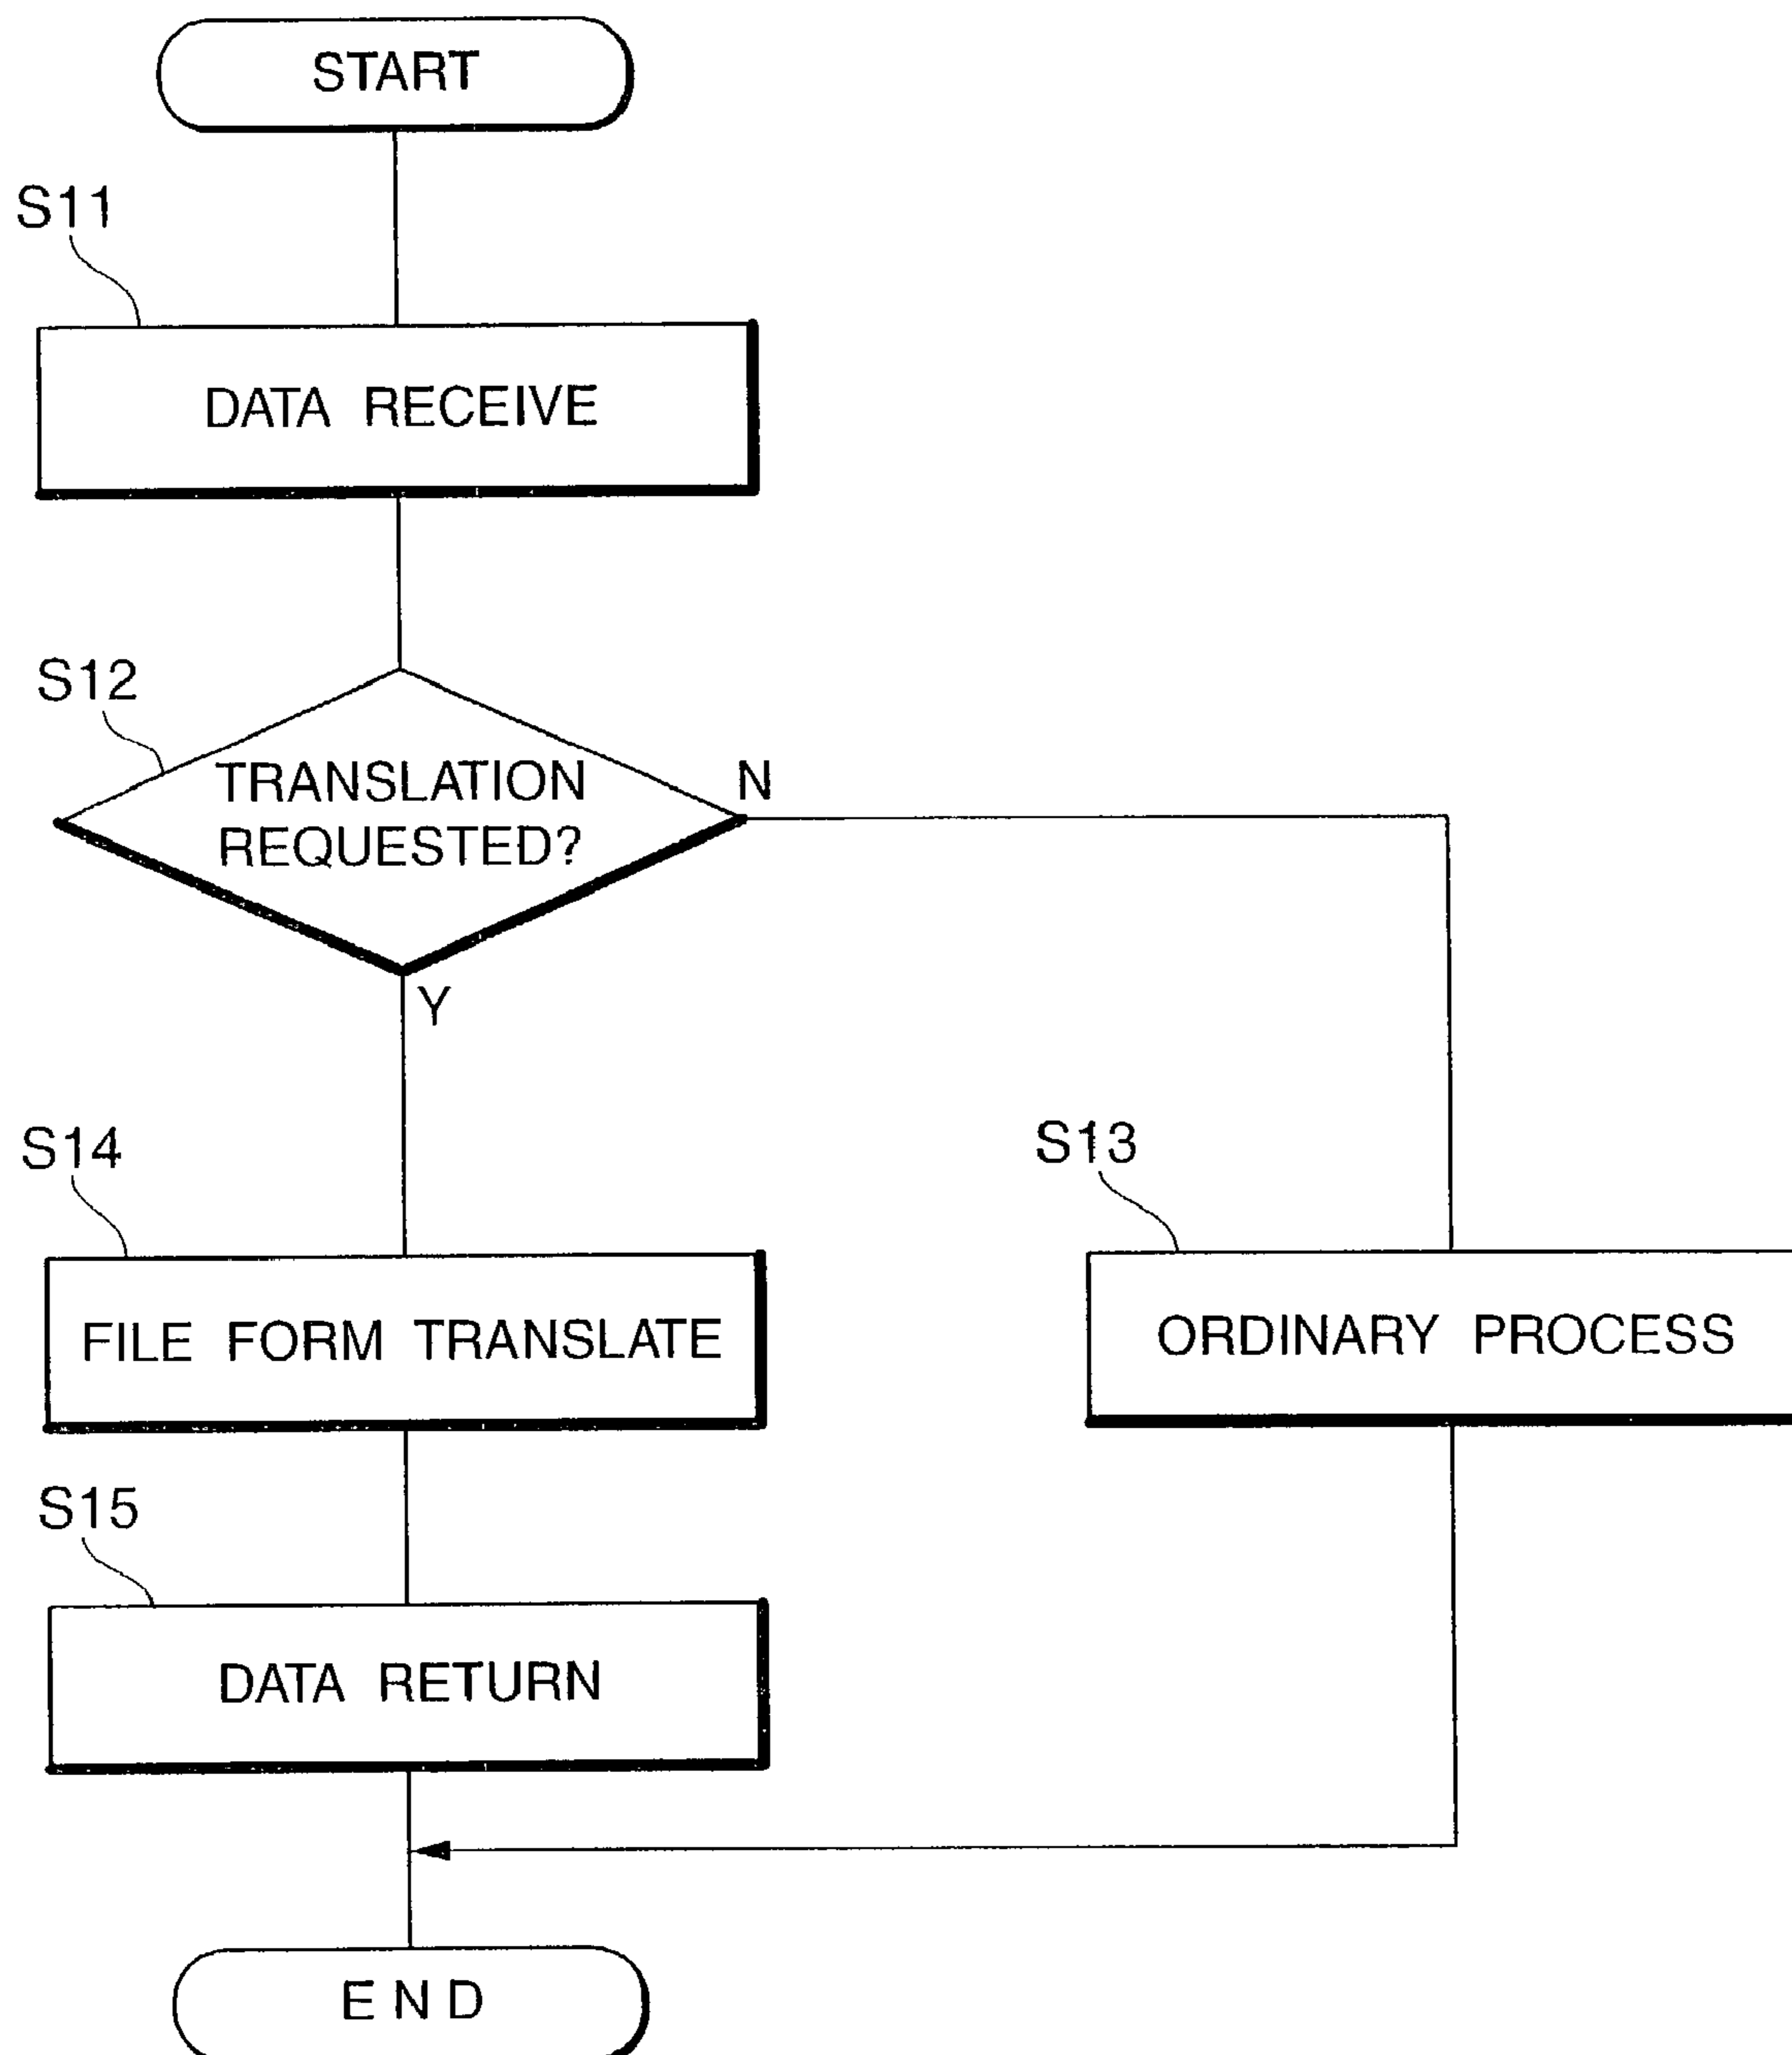 START
S11
DATA RECEIVE
S12
TRANSLATION
REQUESTED?
N
Y
S14
FILE FORM TRANSLATE
S13
ORDINARY PROCESS
S15
DATA RETURN
END